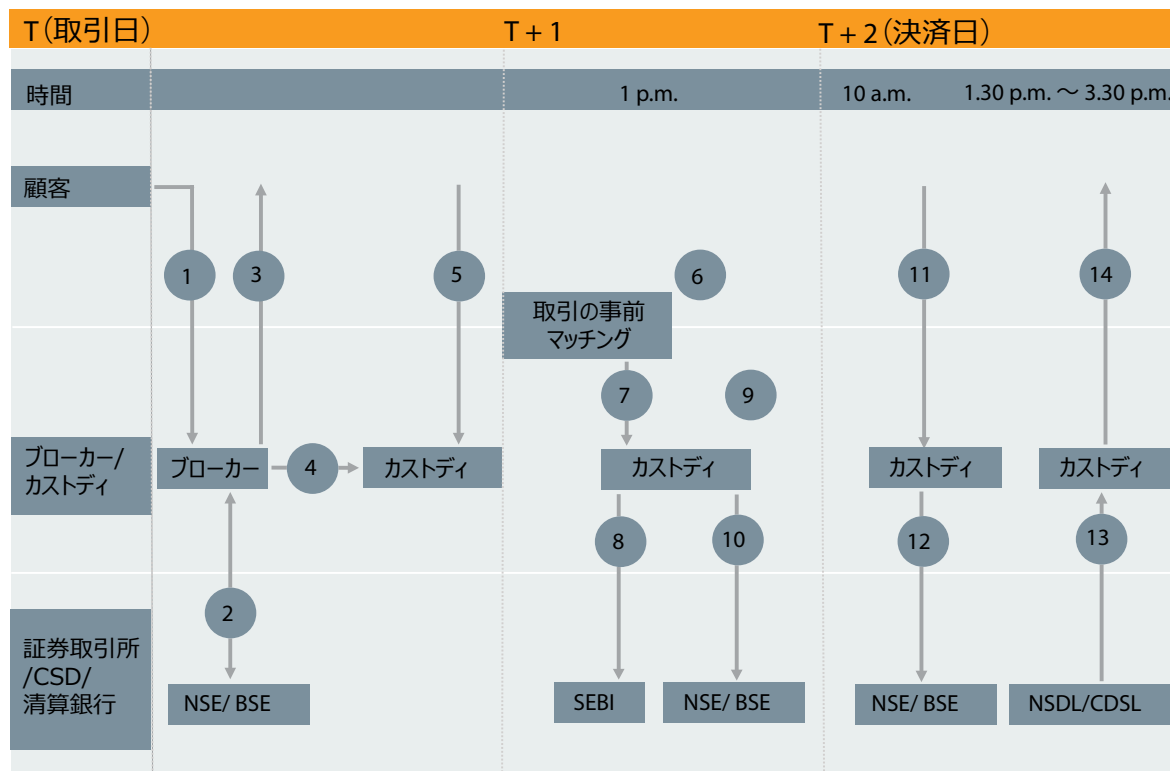 T（取引日）
T + 1
T + 2（決済日）
時間
1 p.m.
10 a.m.
1.30 p.m. ～ 3.30 p.m.
顧客
1
3
5
6
11
14
取引の事前
マッチング
7
9
ブローカー/
カストディ
ブローカー
4
カストディ
カストディ
カストディ
カストディ
8
10
12
13
2
証券取引所
/CSD/
清算銀行
NSE/ BSE
SEBI
NSE/ BSE
NSE/ BSE
NSDL/CDSL